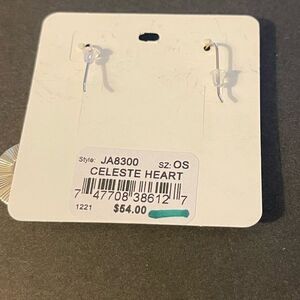 Style: JA8300 SZ: OS
CELESTE HEART
7 47708 38612 7
1221 $54.00